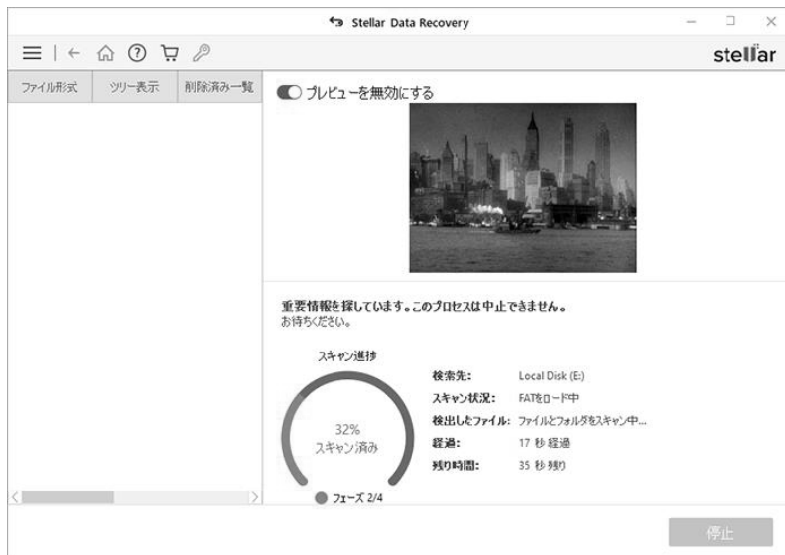 Stellar Data Recovery
stellar
ファイル形式 ツリー表示 削除済み一覧
プレビューを無効にする
重要情報を探しています。このプロセスは中止できません。
お待ちください。
スキャン進捗
32%
スキャン済み
フェーズ 2/4
検索先: Local Disk (E:)
スキャン状況: FATをロード中
検出したファイル: ファイルとフォルダをスキャン中...
経過: 17 秒 経過
残り時間: 35 秒 残り
停止